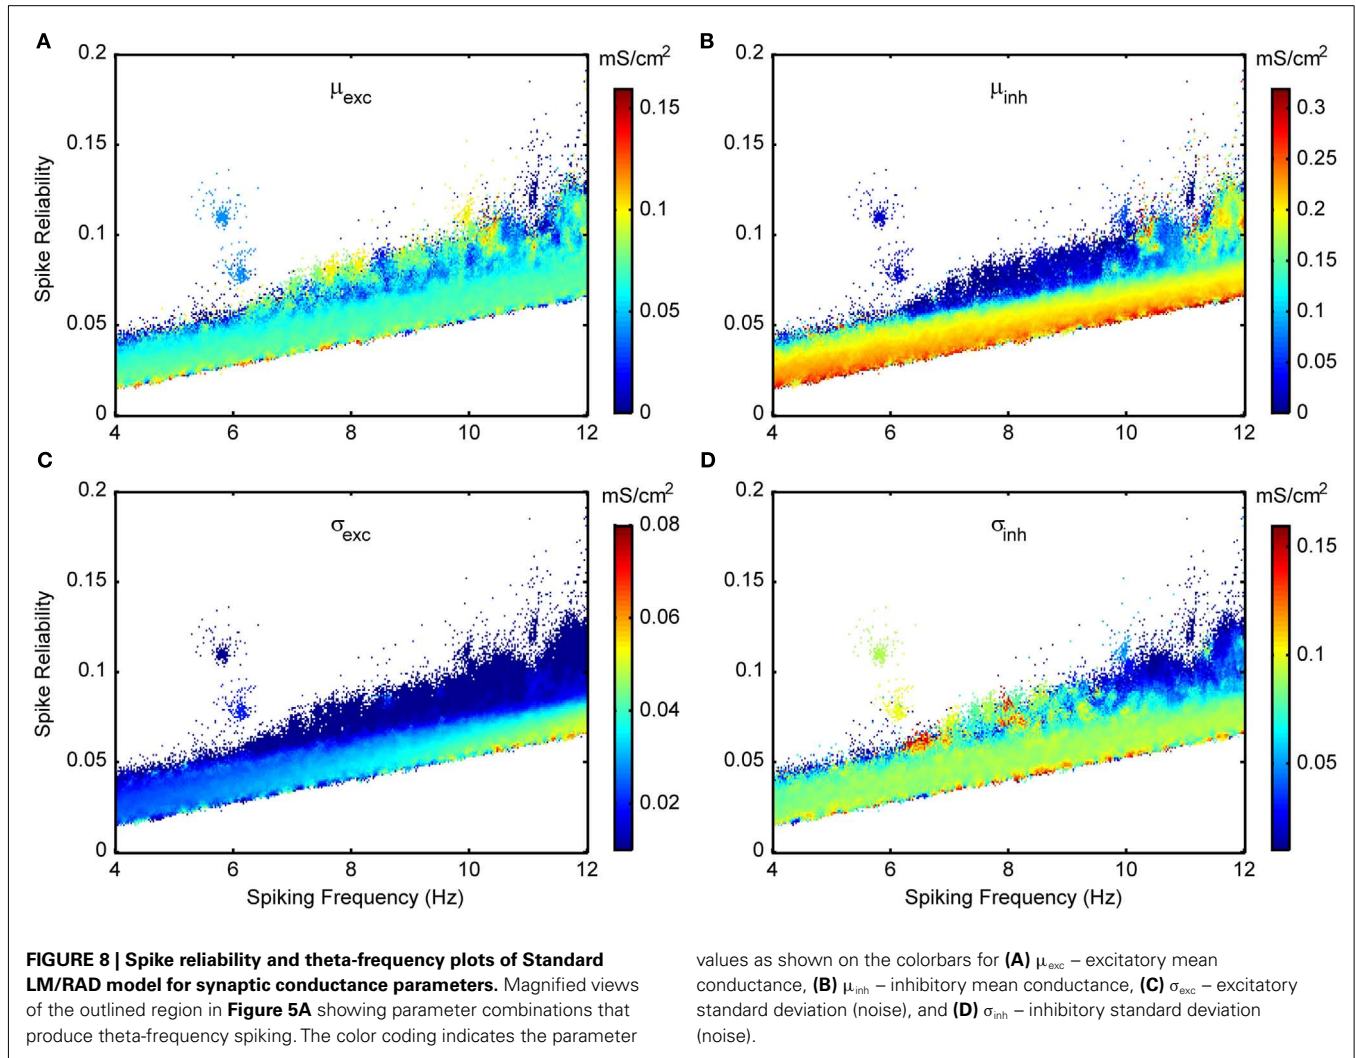 A
0.2
0.15
0.1
0.05
0
Spike Reliability
μexc
4 6 8 10 12
mS/cm²
0.15
0.1
0.05
0
B
0.2
0.15
0.1
0.05
0
μinh
4 6 8 10 12
mS/cm²
0.3
0.25
0.2
0.15
0.1
0.05
0
C
0.2
0.15
0.1
0.05
0
Spike Reliability
σexc
4 6 8 10 12
Spiking Frequency (Hz)
mS/cm²
0.08
0.06
0.04
0.02
D
0.2
0.15
0.1
0.05
0
σinh
4 6 8 10 12
Spiking Frequency (Hz)
mS/cm²
0.15
0.1
0.05
FIGURE 8 | Spike reliability and theta-frequency plots of Standard
LM/RAD model for synaptic conductance parameters. Magnified views
of the outlined region in Figure 5A showing parameter combinations that
produce theta-frequency spiking. The color coding indicates the parameter
values as shown on the colorbars for (A) μexc – excitatory mean
conductance, (B) μinh – inhibitory mean conductance, (C) σexc – excitatory
standard deviation (noise), and (D) σinh – inhibitory standard deviation
(noise).